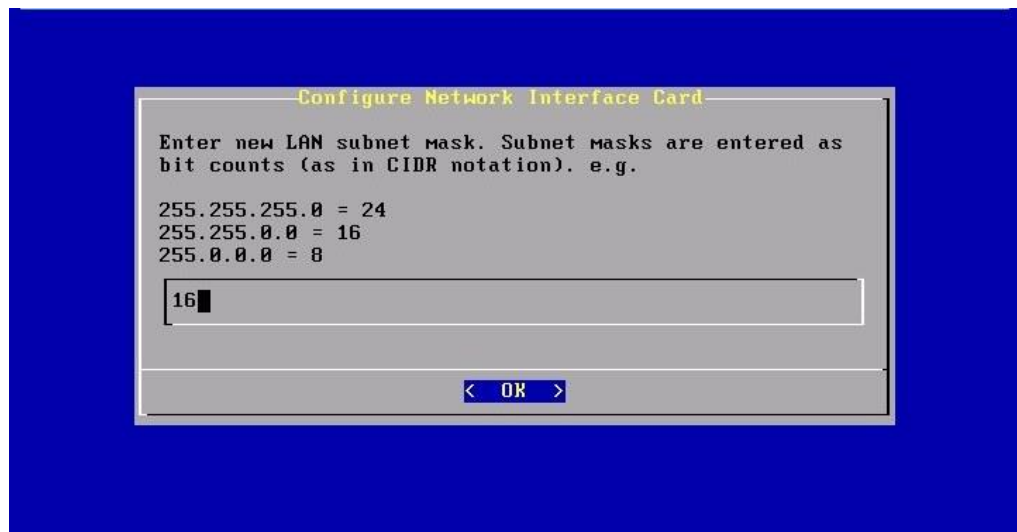 Configure Network Interface Card
Enter new LAN subnet mask. Subnet masks are entered as
bit counts (as in CIDR notation). e.g.
255.255.255.0 = 24
255.255.0.0 = 16
255.0.0.0 = 8
16
< OK >